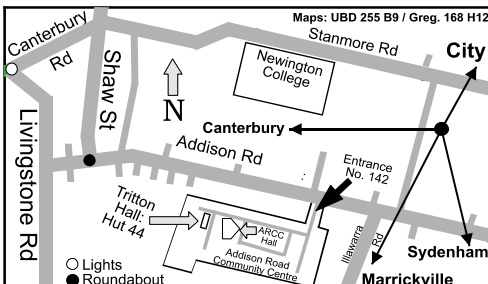 Maps: UBD 255 B9 / Greg. 168 H12
Canterbury
Rd
Stanmore Rd
City
Shaw St
Newington
College
N
Canterbury
Livingstone Rd
Addison Rd
Entrance
No. 142
Tritton
Hall:
Hut 44
ARCC
Hall
Illawarra
Rd
Addison Road
Community Centre
Sydenham
Lights
Roundabout
Marrickville